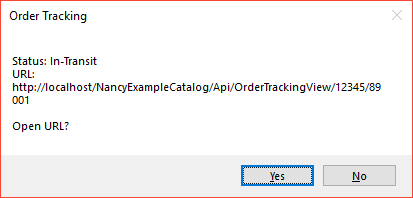 Order Tracking
Status: In-Transit
URL:
http://localhost/NancyExampleCatalog/Api/OrderTrackingView/12345/89
001
Open URL?
Yes
No